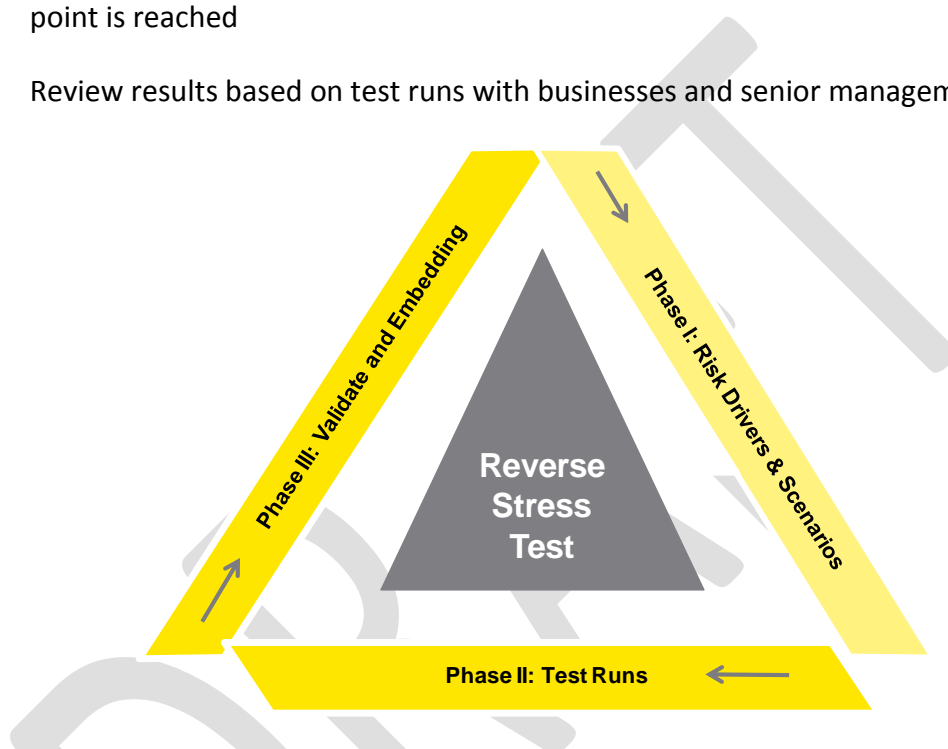 point is reached
Review results based on test runs with businesses and senior
Phase III: Validate and Embedding
Phase I: Risk Drivers & Scenarios
Reverse
Stress
Test
Phase II: Test Runs
DRAFT